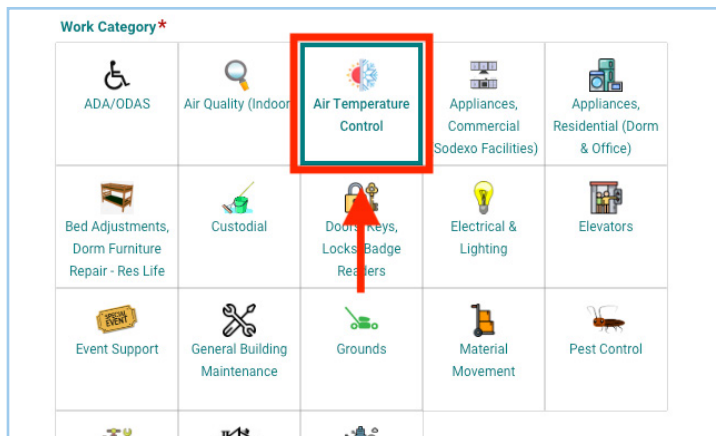 Work Category*
ADA/ODAS
Air Quality (Indoor
Air Temperature
Control
Appliances,
Commercial
Sodexo Facilities)
Appliances,
Residential (Dorm
& Office)
Bed Adjustments,
Dorm Furniture
Repair - Res Life
Custodial
Doors, Keys,
Locks, Badge
Readers
Electrical &
Lighting
Elevators
SPECIAL
EVENT
Event Support
General Building
Maintenance
Grounds
Material
Movement
Pest Control